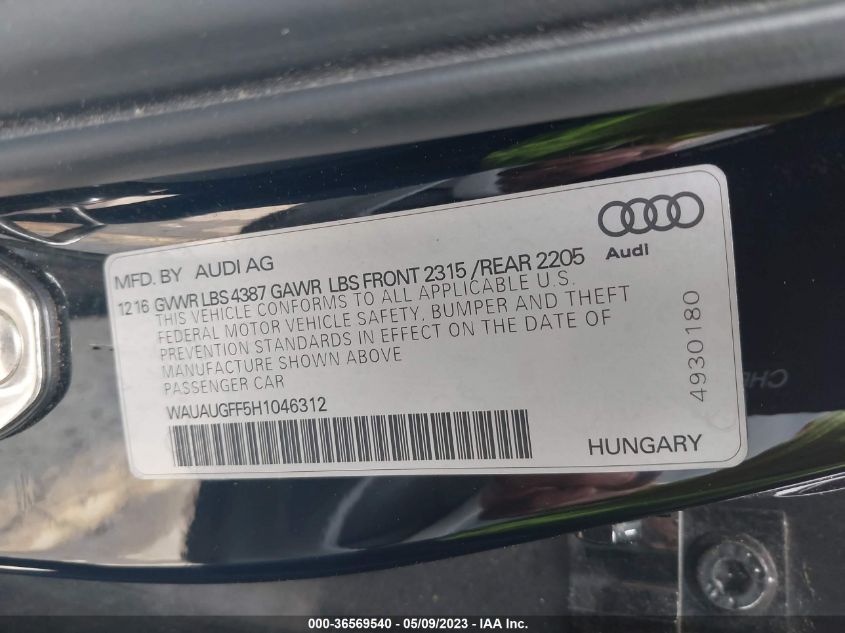 Audi
MFD. BY AUDI AG
12 16 GVWR LBS 4387 GAWR LBS FRONT 2315 /REAR 2205
THIS VEHICLE CONFORMS TO ALL APPLICABLE U.S.
FEDERAL MOTOR VEHICLE SAFETY, BUMPER AND THEFT
PREVENTION STANDARDS IN EFFECT ON THE DATE OF
MANUFACTURE SHOWN ABOVE
PASSENGER CAR
WAUAUGFF5H1046312
4930180
HUNGARY
000-36569540 - 05/09/2023 - IAA Inc.